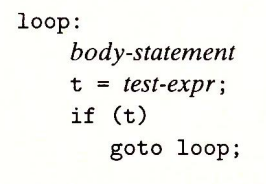 loop:
body-statement
t = test-expr;
if (t)
goto loop;